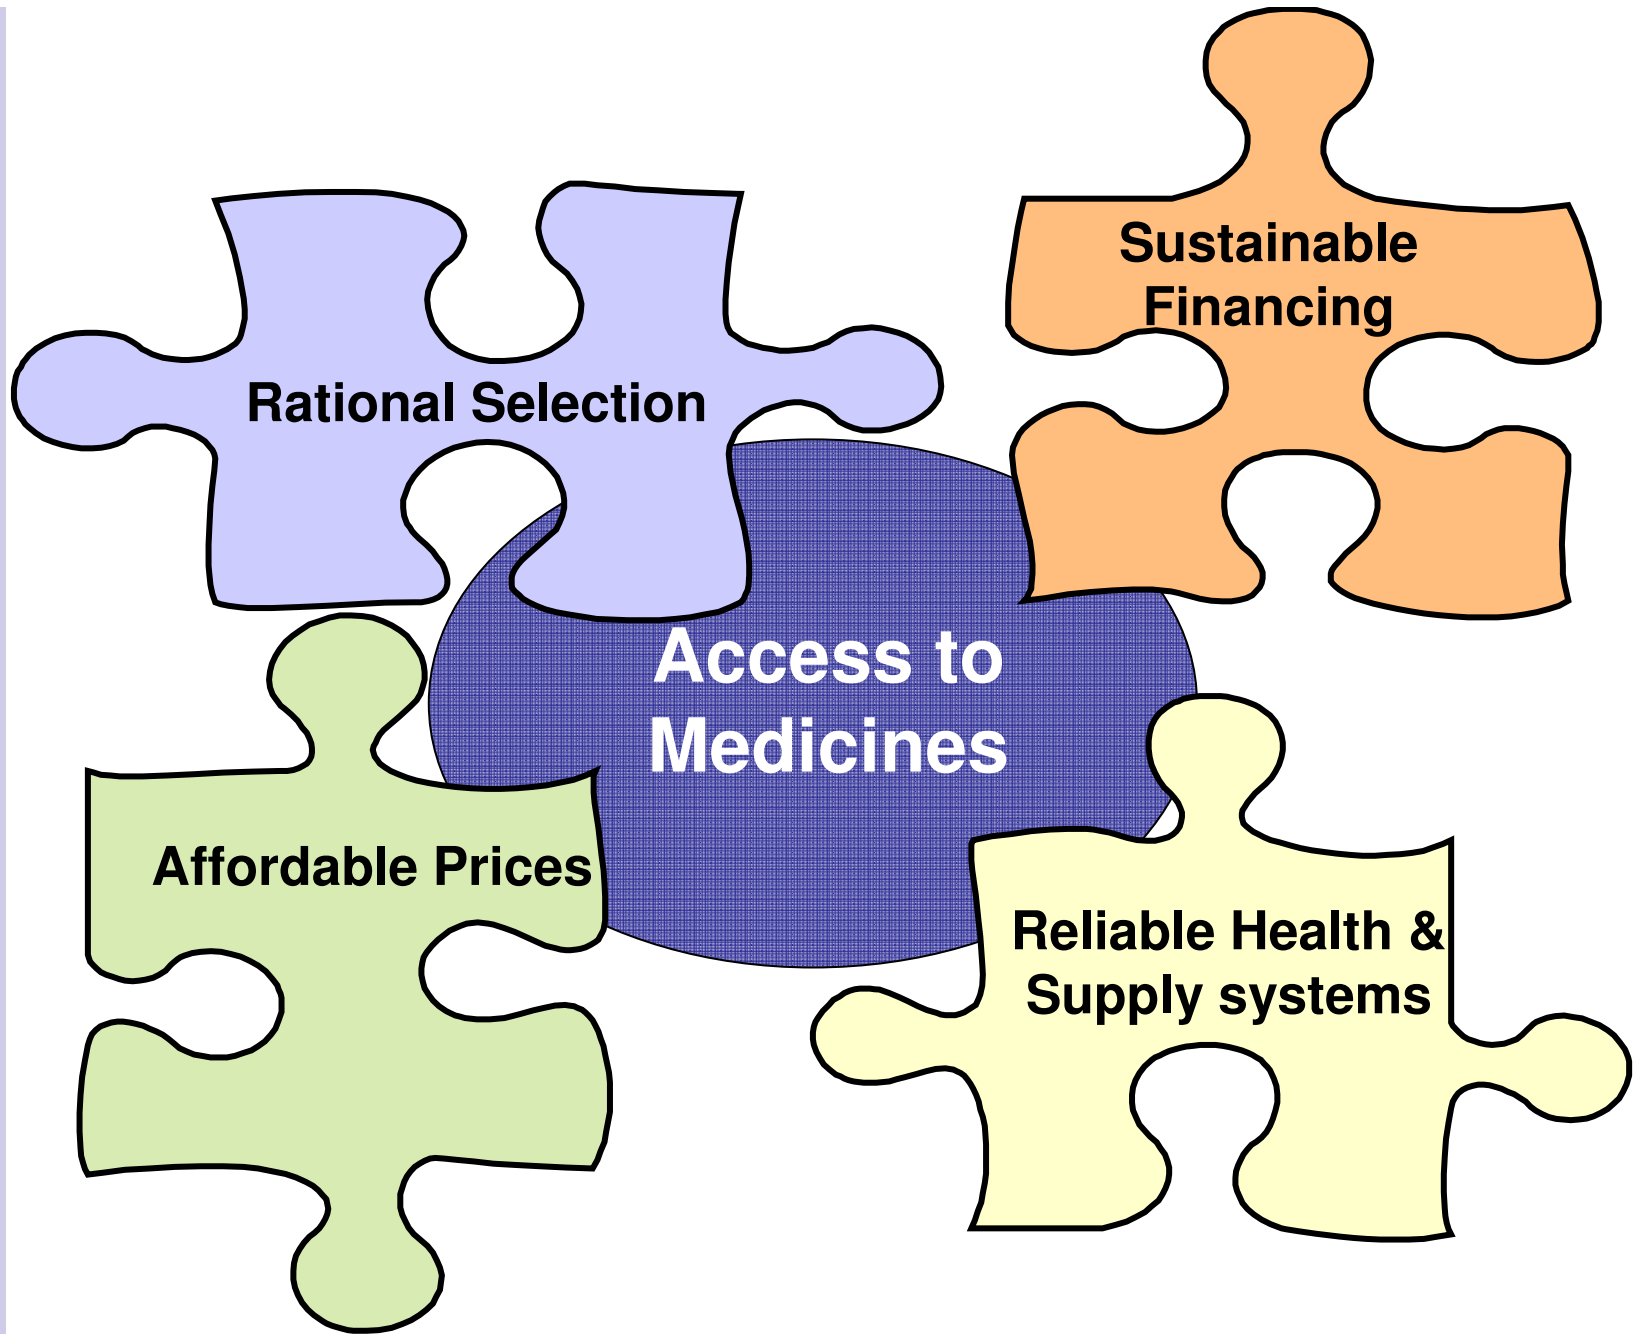 Sustainable
Financing
Rational Selection
Access to
Medicines
Affordable Prices
Reliable Health &
Supply systems